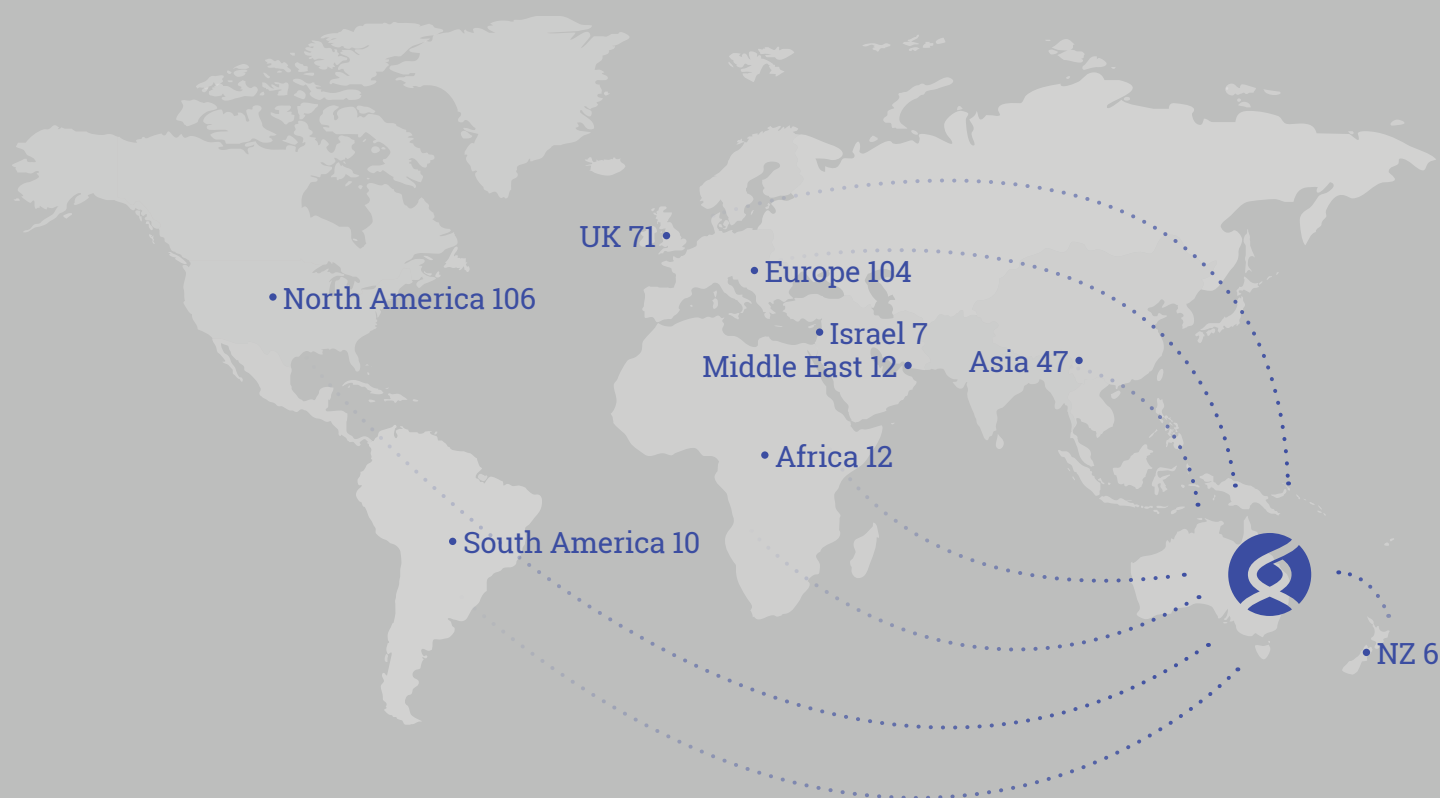 UK 71
Europe 104
North America 106
Israel 7
Middle East 12
Asia 47
Africa 12
South America 10
NZ 6